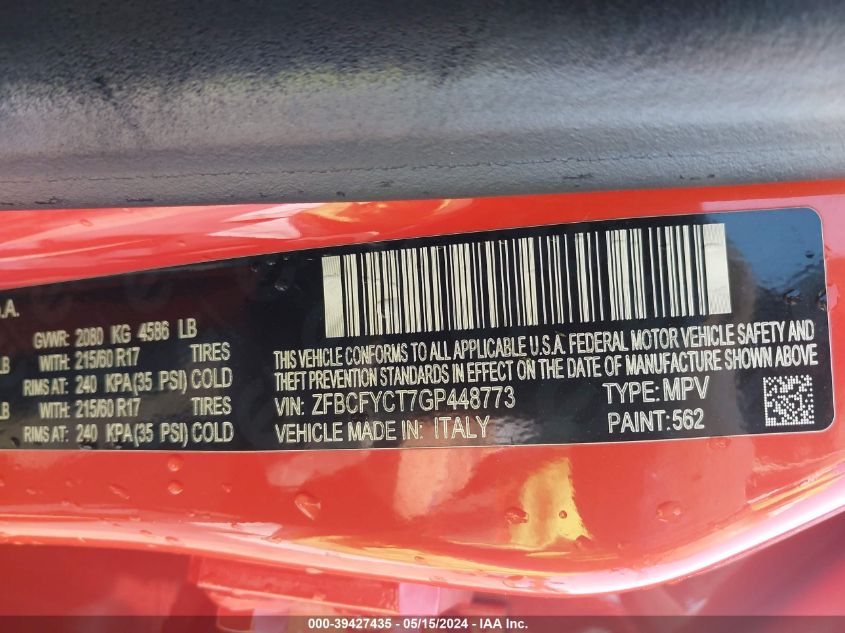 .A.
GVWR: 2080 KG 4586 LB
LB WITH: 215/60 R17 TIRES
RIMS AT: 240 KPA(35 PSI) COLD
LB WITH: 215/60 R17 TIRES
RIMS AT: 240 KPA(35 PSI) COLD
THIS VEHICLE CONFORMS TO ALL APPLICABLE U.S.A. FEDERAL MOTOR VEHICLE SAFETY AND
THEFT PREVENTION STANDARDS IN EFFECT ON THE DATE OF MANUFACTURE SHOWN ABOVE
VIN: ZFBCFYCT7GP448773 TYPE: MPV
VEHICLE MADE IN: ITALY PAINT: 562
000-39427435 - 05/15/2024 - IAA Inc.